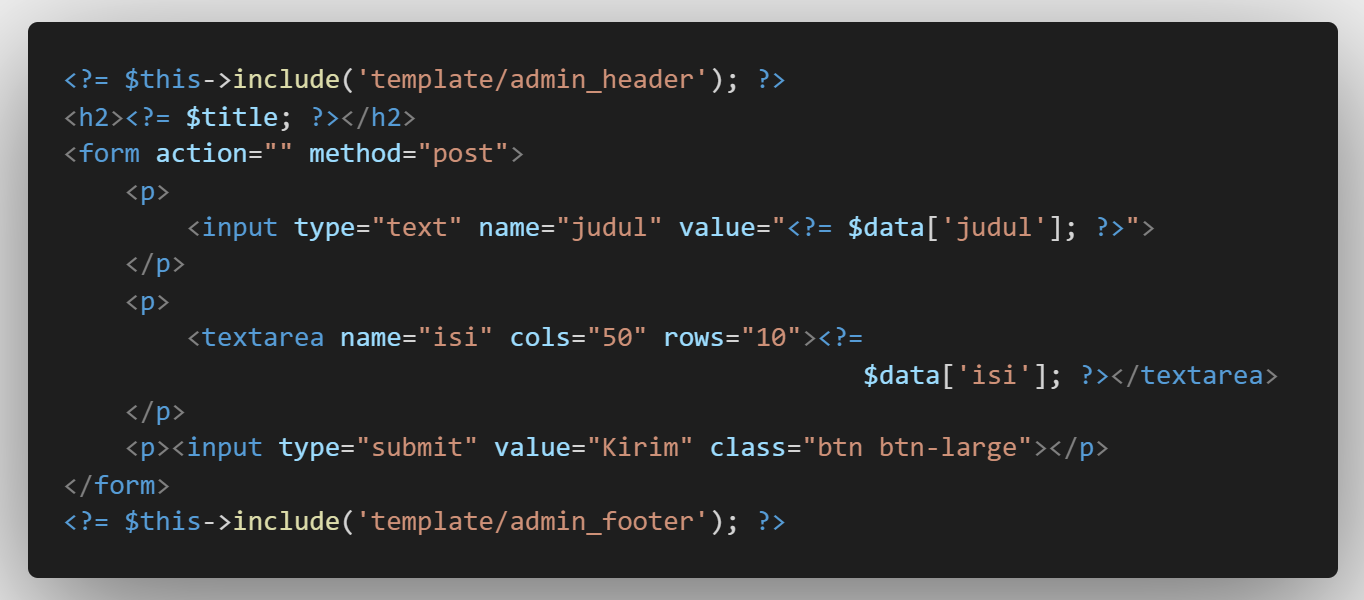 <?= $this->include('template/admin_header'); ?>
<h2><?= $title; ?></h2>
<form action="" method="post">
    <p>
        <input type="text" name="judul" value="<?= $data['judul']; ?>">
    </p>
    <p>
        <textarea name="isi" cols="50" rows="10"><?=
                                                    $data['isi']; ?></textarea>
    </p>
    <p><input type="submit" value="Kirim" class="btn btn-large"></p>
</form>
<?= $this->include('template/admin_footer'); ?>